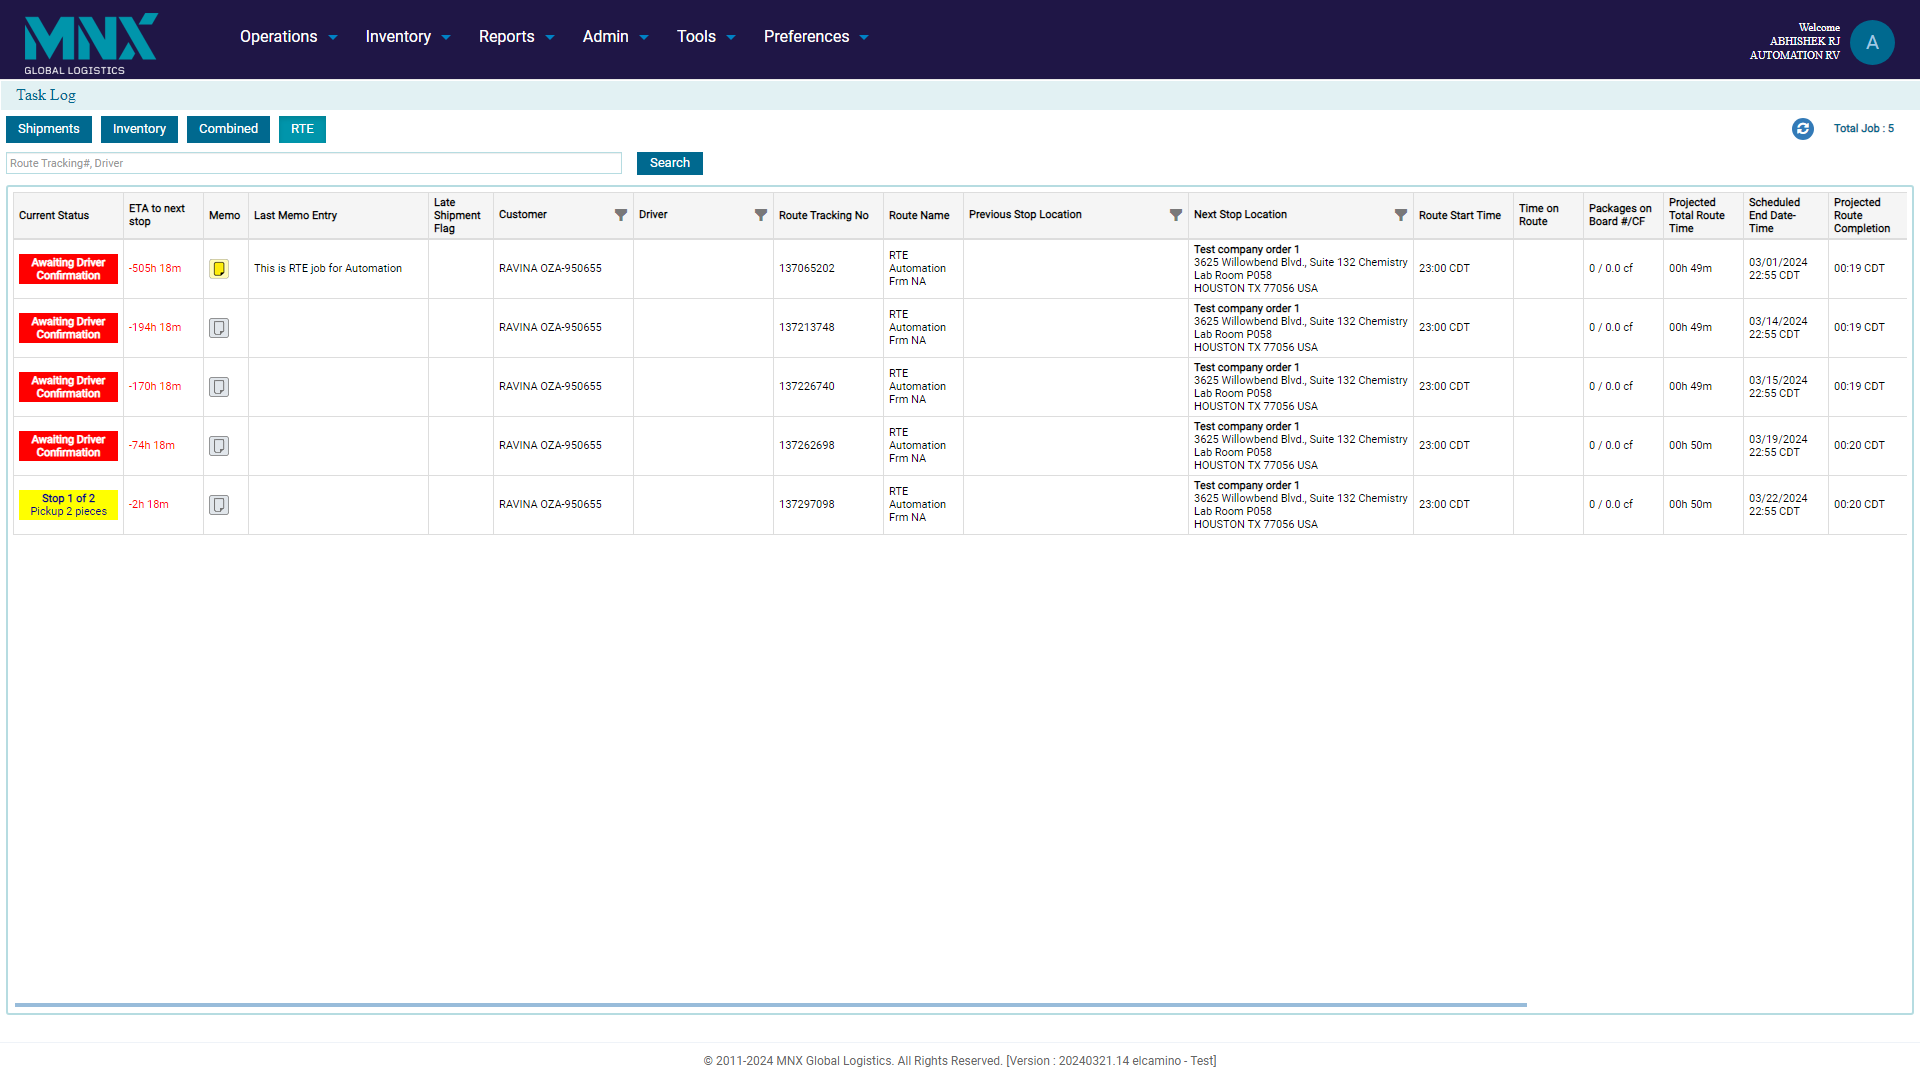 MNX
GLOBAL LOGISTICS
Operations Inventory Reports Admin Tools Preferences
Welcome
ABHISHEK RJ
AUTOMATION RV
A
Task Log
Shipments Inventory Combined RTE
Total Job : 5
Route Tracking#, Driver
Search
Current Status
ETA to next
stop
Memo
Last Memo Entry
Late
Shipment
Flag
Customer
Driver
Route Tracking No
Route Name
Previous Stop Location
Next Stop Location
Route Start Time
Time on
Route
Packages on
Board #/CF
Projected
Total Route
Time
Scheduled
End Date-
Time
Projected
Route
Completion
Awaiting Driver
Confirmation
-505h 18m
This is RTE job for Automation
RAVINA OZA-950655
137065202
RTE
Automation
Frm NA
Test company order 1
3625 Willowbend Blvd., Suite 132 Chemistry
Lab Room P058
HOUSTON TX 77056 USA
23:00 CDT
0 / 0.0 cf
00h 49m
03/01/2024
22:55 CDT
00:19 CDT
Awaiting Driver
Confirmation
-194h 18m
RAVINA OZA-950655
137213748
RTE
Automation
Frm NA
Test company order 1
3625 Willowbend Blvd., Suite 132 Chemistry
Lab Room P058
HOUSTON TX 77056 USA
23:00 CDT
0 / 0.0 cf
00h 49m
03/14/2024
22:55 CDT
00:19 CDT
Awaiting Driver
Confirmation
-170h 18m
RAVINA OZA-950655
137226740
RTE
Automation
Frm NA
Test company order 1
3625 Willowbend Blvd., Suite 132 Chemistry
Lab Room P058
HOUSTON TX 77056 USA
23:00 CDT
0 / 0.0 cf
00h 49m
03/15/2024
22:55 CDT
00:19 CDT
Awaiting Driver
Confirmation
-74h 18m
RAVINA OZA-950655
137262698
RTE
Automation
Frm NA
Test company order 1
3625 Willowbend Blvd., Suite 132 Chemistry
Lab Room P058
HOUSTON TX 77056 USA
23:00 CDT
0 / 0.0 cf
00h 50m
03/19/2024
22:55 CDT
00:20 CDT
Stop 1 of 2
Pickup 2 pieces
-2h 18m
RAVINA OZA-950655
137297098
RTE
Automation
Frm NA
Test company order 1
3625 Willowbend Blvd., Suite 132 Chemistry
Lab Room P058
HOUSTON TX 77056 USA
23:00 CDT
0 / 0.0 cf
00h 50m
03/22/2024
22:55 CDT
00:20 CDT
© 2011-2024 MNX Global Logistics. All Rights Reserved. [Version : 20240321.14 elcamino - Test]